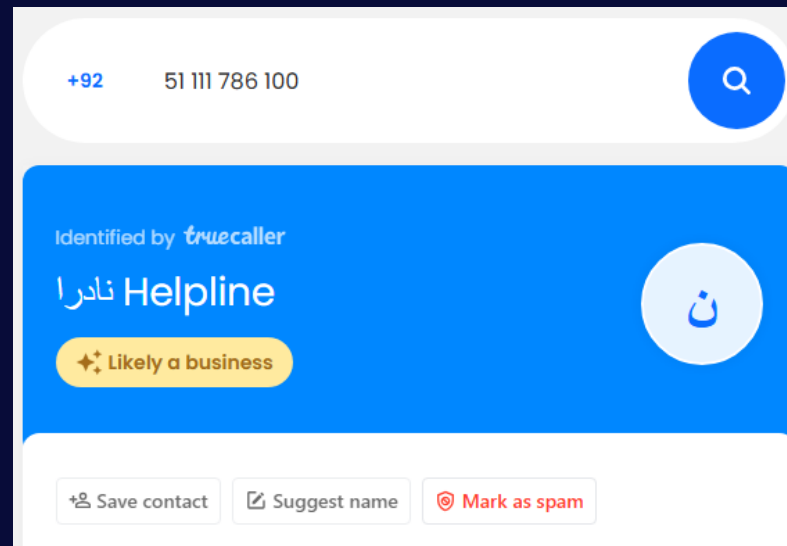 +92 51 111 786 100
Identified by truecaller
نادرا Helpline
ن
Likely a business
Save contact Suggest name Mark as spam